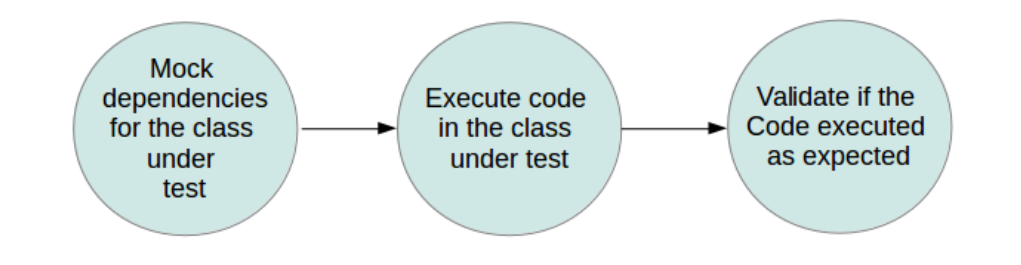 Mock
dependencies
for the class
under
test
Execute code
in the class
under test
Validate if the
Code executed
as expected